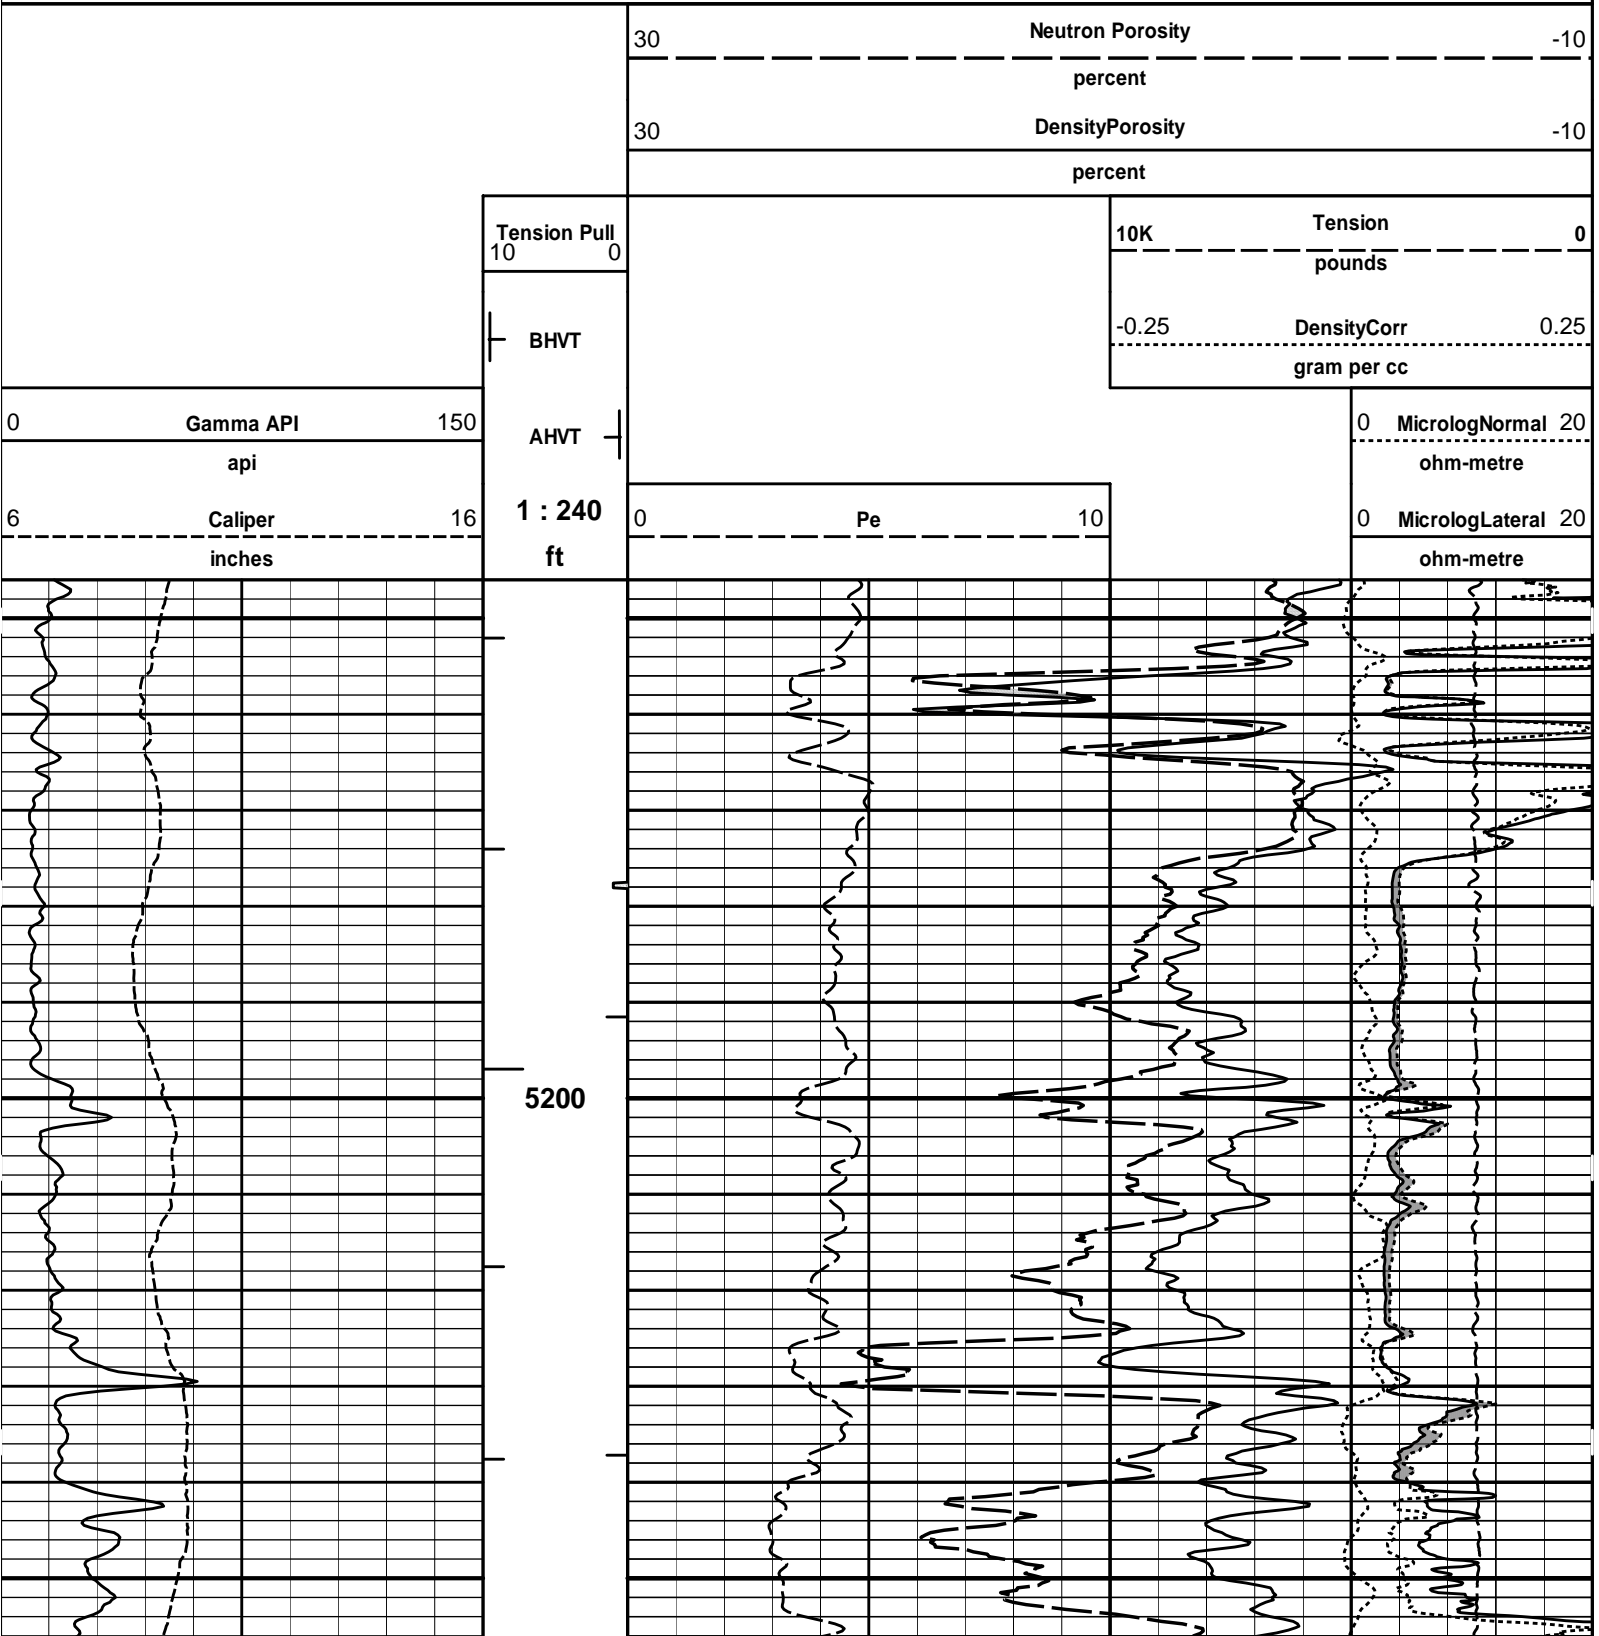 Neutron Porosity
30 -10
percent
DensityPorosity
30 -10
percent
Tension Pull
10 0
Tension
10K 0
pounds
BHVT
-0.25 DensityCorr 0.25
gram per cc
0 Gamma API 150
AHVT
0 MicrologNormal 20
api
ohm-metre
6 Caliper 16
1 : 240
0 Pe 10
0 MicrologLateral 20
inches
ft
ohm-metre
5200